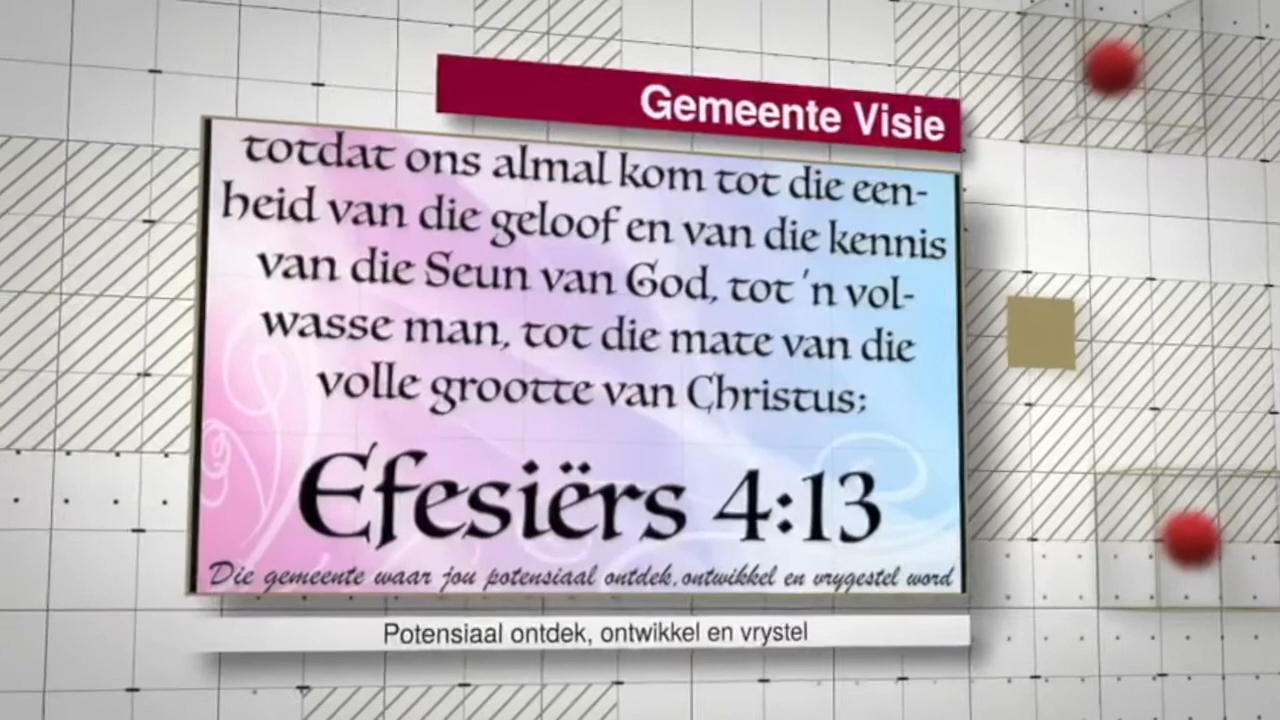 Gemeente Visie
totdat ons almal kom tot die een-
heid van die geloof en van die kennis
van die Seun van God, tot 'n vol-
wasse man, tot die mate van die
volle grootte van Christus;
Efesiërs 4:13
Die gemeente waar jou potensiaal ontdek, ontwikkel en vrygestel word
Potensiaal ontdek, ontwikkel en vrystel